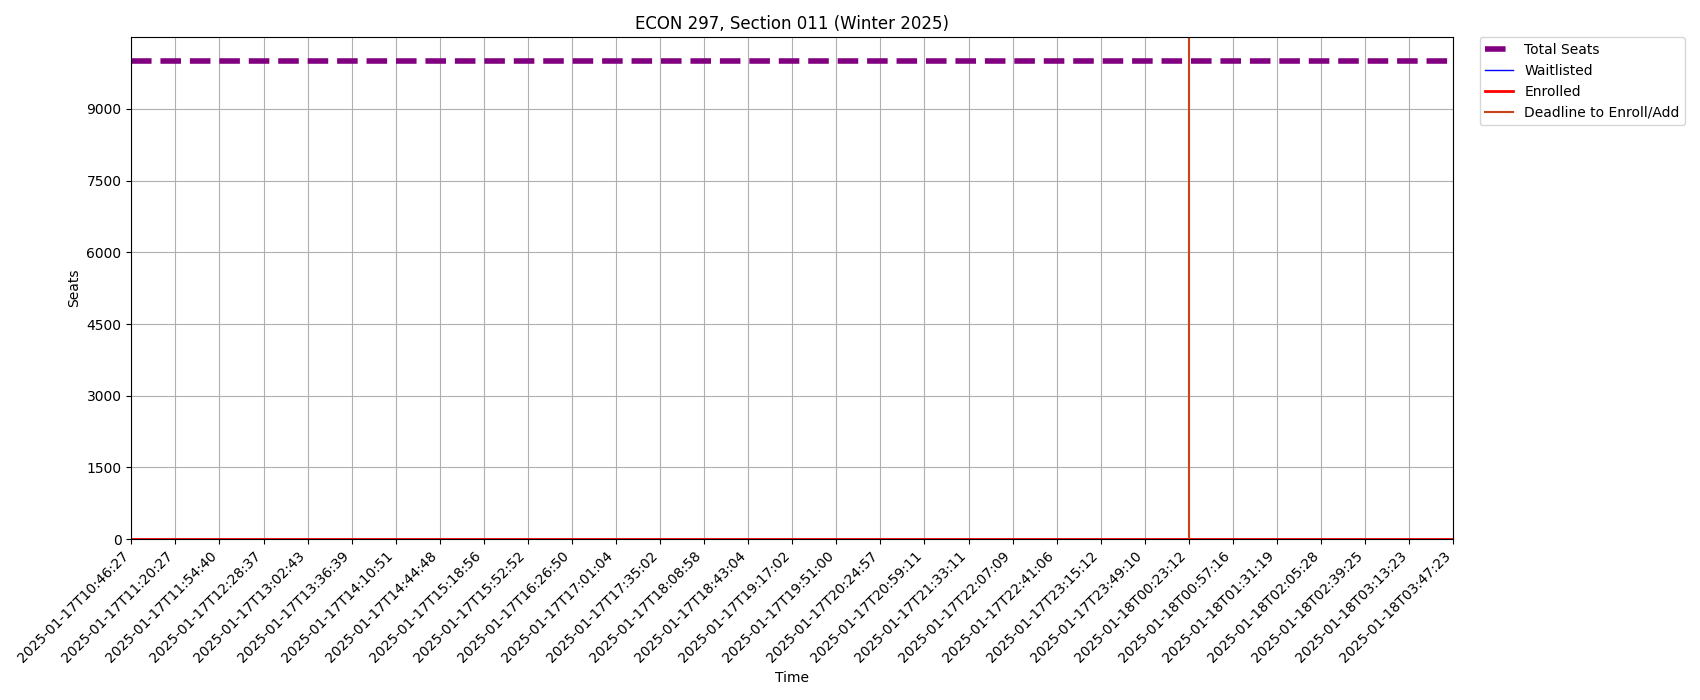 ECON 297, Section 011 (Winter 2025)
Total Seats
Waitlisted
Enrolled
Deadline to Enroll/Add
Seats
9000
7500
6000
4500
3000
1500
0
2025-01-17T10:46:27
2025-01-17T11:20:27
2025-01-17T11:54:40
2025-01-17T12:28:37
2025-01-17T13:02:43
2025-01-17T13:36:39
2025-01-17T14:10:51
2025-01-17T14:44:48
2025-01-17T15:18:56
2025-01-17T15:52:52
2025-01-17T16:26:50
2025-01-17T17:01:04
2025-01-17T17:35:02
2025-01-17T18:08:58
2025-01-17T18:43:04
2025-01-17T19:17:02
2025-01-17T19:51:00
2025-01-17T20:24:57
2025-01-17T20:59:11
2025-01-17T21:33:11
2025-01-17T22:07:09
2025-01-17T22:41:06
2025-01-17T23:15:12
2025-01-17T23:49:10
2025-01-18T00:23:12
2025-01-18T00:57:16
2025-01-18T01:31:19
2025-01-18T02:05:28
2025-01-18T02:39:25
2025-01-18T03:13:23
2025-01-18T03:47:23
Time